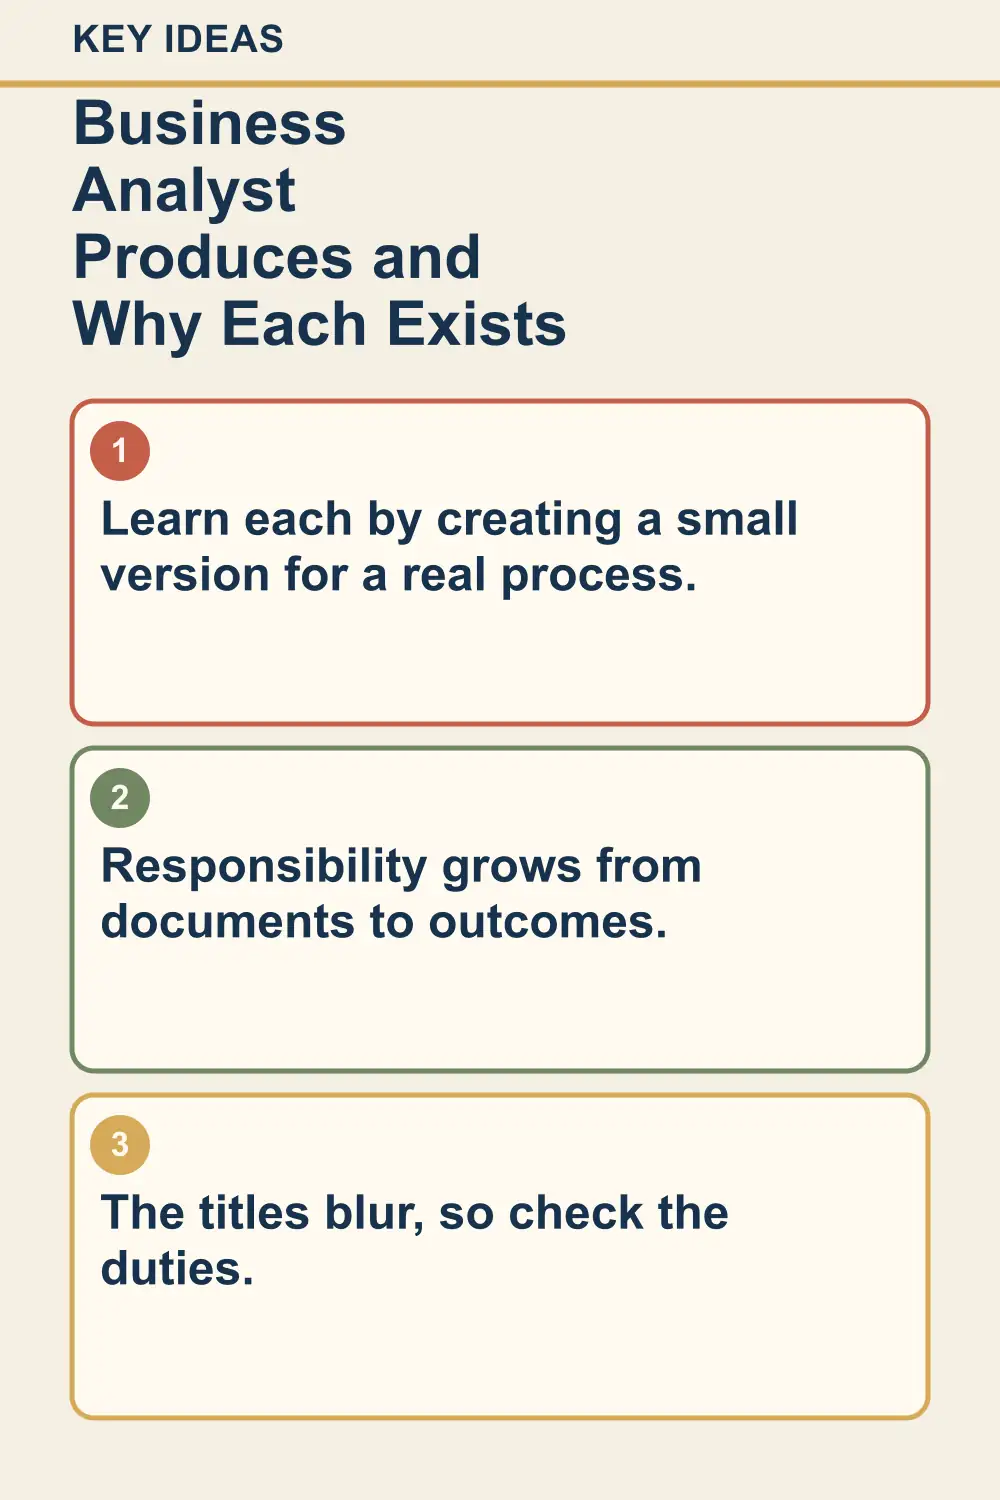 KEY IDEAS
Business
Analyst
Produces and
Why Each Exists
1
Learn each by creating a small
version for a real process.
2
Responsibility grows from
documents to outcomes.
3
The titles blur, so check the
duties.